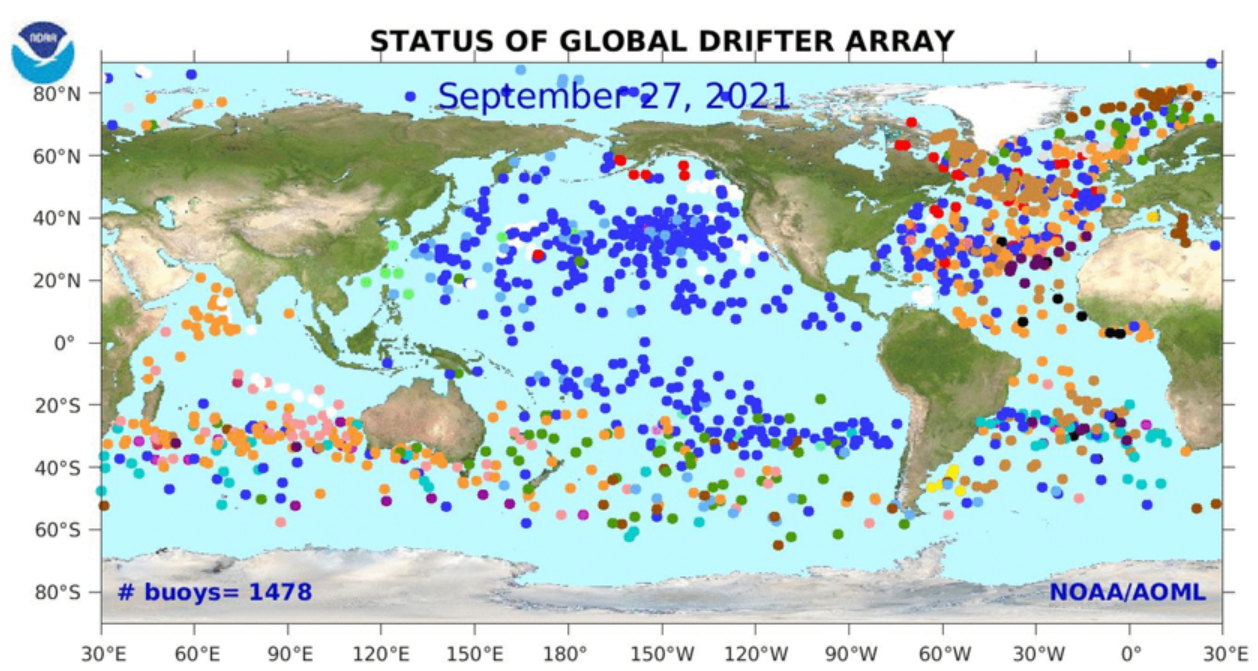 NOAA
STATUS OF GLOBAL DRIFTER ARRAY
September 27, 2021
80°N
60°N
40°N
20°N
0°
20°S
40°S
60°S
80°S
# buoys= 1478
NOAA/AOML
30°E 60°E 90°E 120°E 150°E 180° 150°W 120°W 90°W 60°W 30°W 0° 30°E